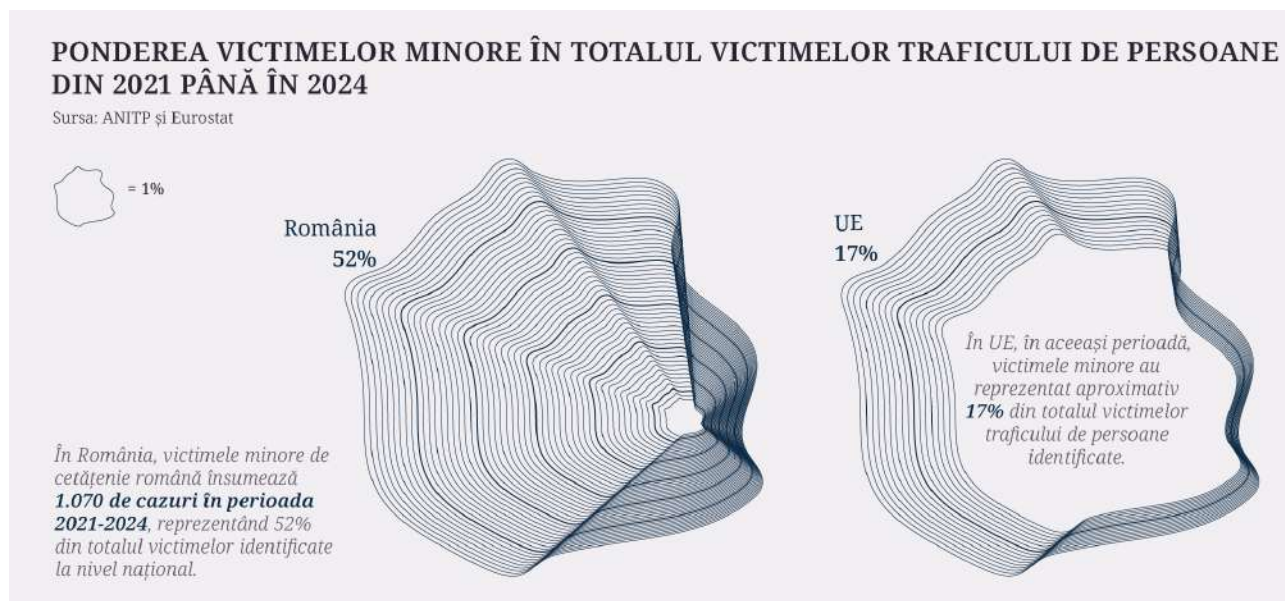 PONDEREA VICTIMELOR MINORE ÎN TOTALUL VICTIMELOR TRAFICULUI DE PERSOANE
DIN 2021 PÂNĂ ÎN 2024
Sursa: ANITP și Eurostat
= 1%
România
52%
În România, victimele minore de
cetățenie română însumează
1.070 de cazuri în perioada
2021-2024, reprezentând 52%
din totalul victimelor identificate
la nivel național.
UE
17%
În UE, în aceeași perioadă,
victimele minore au
reprezentat aproximativ
17% din totalul victimelor
traficului de persoane
identificate.